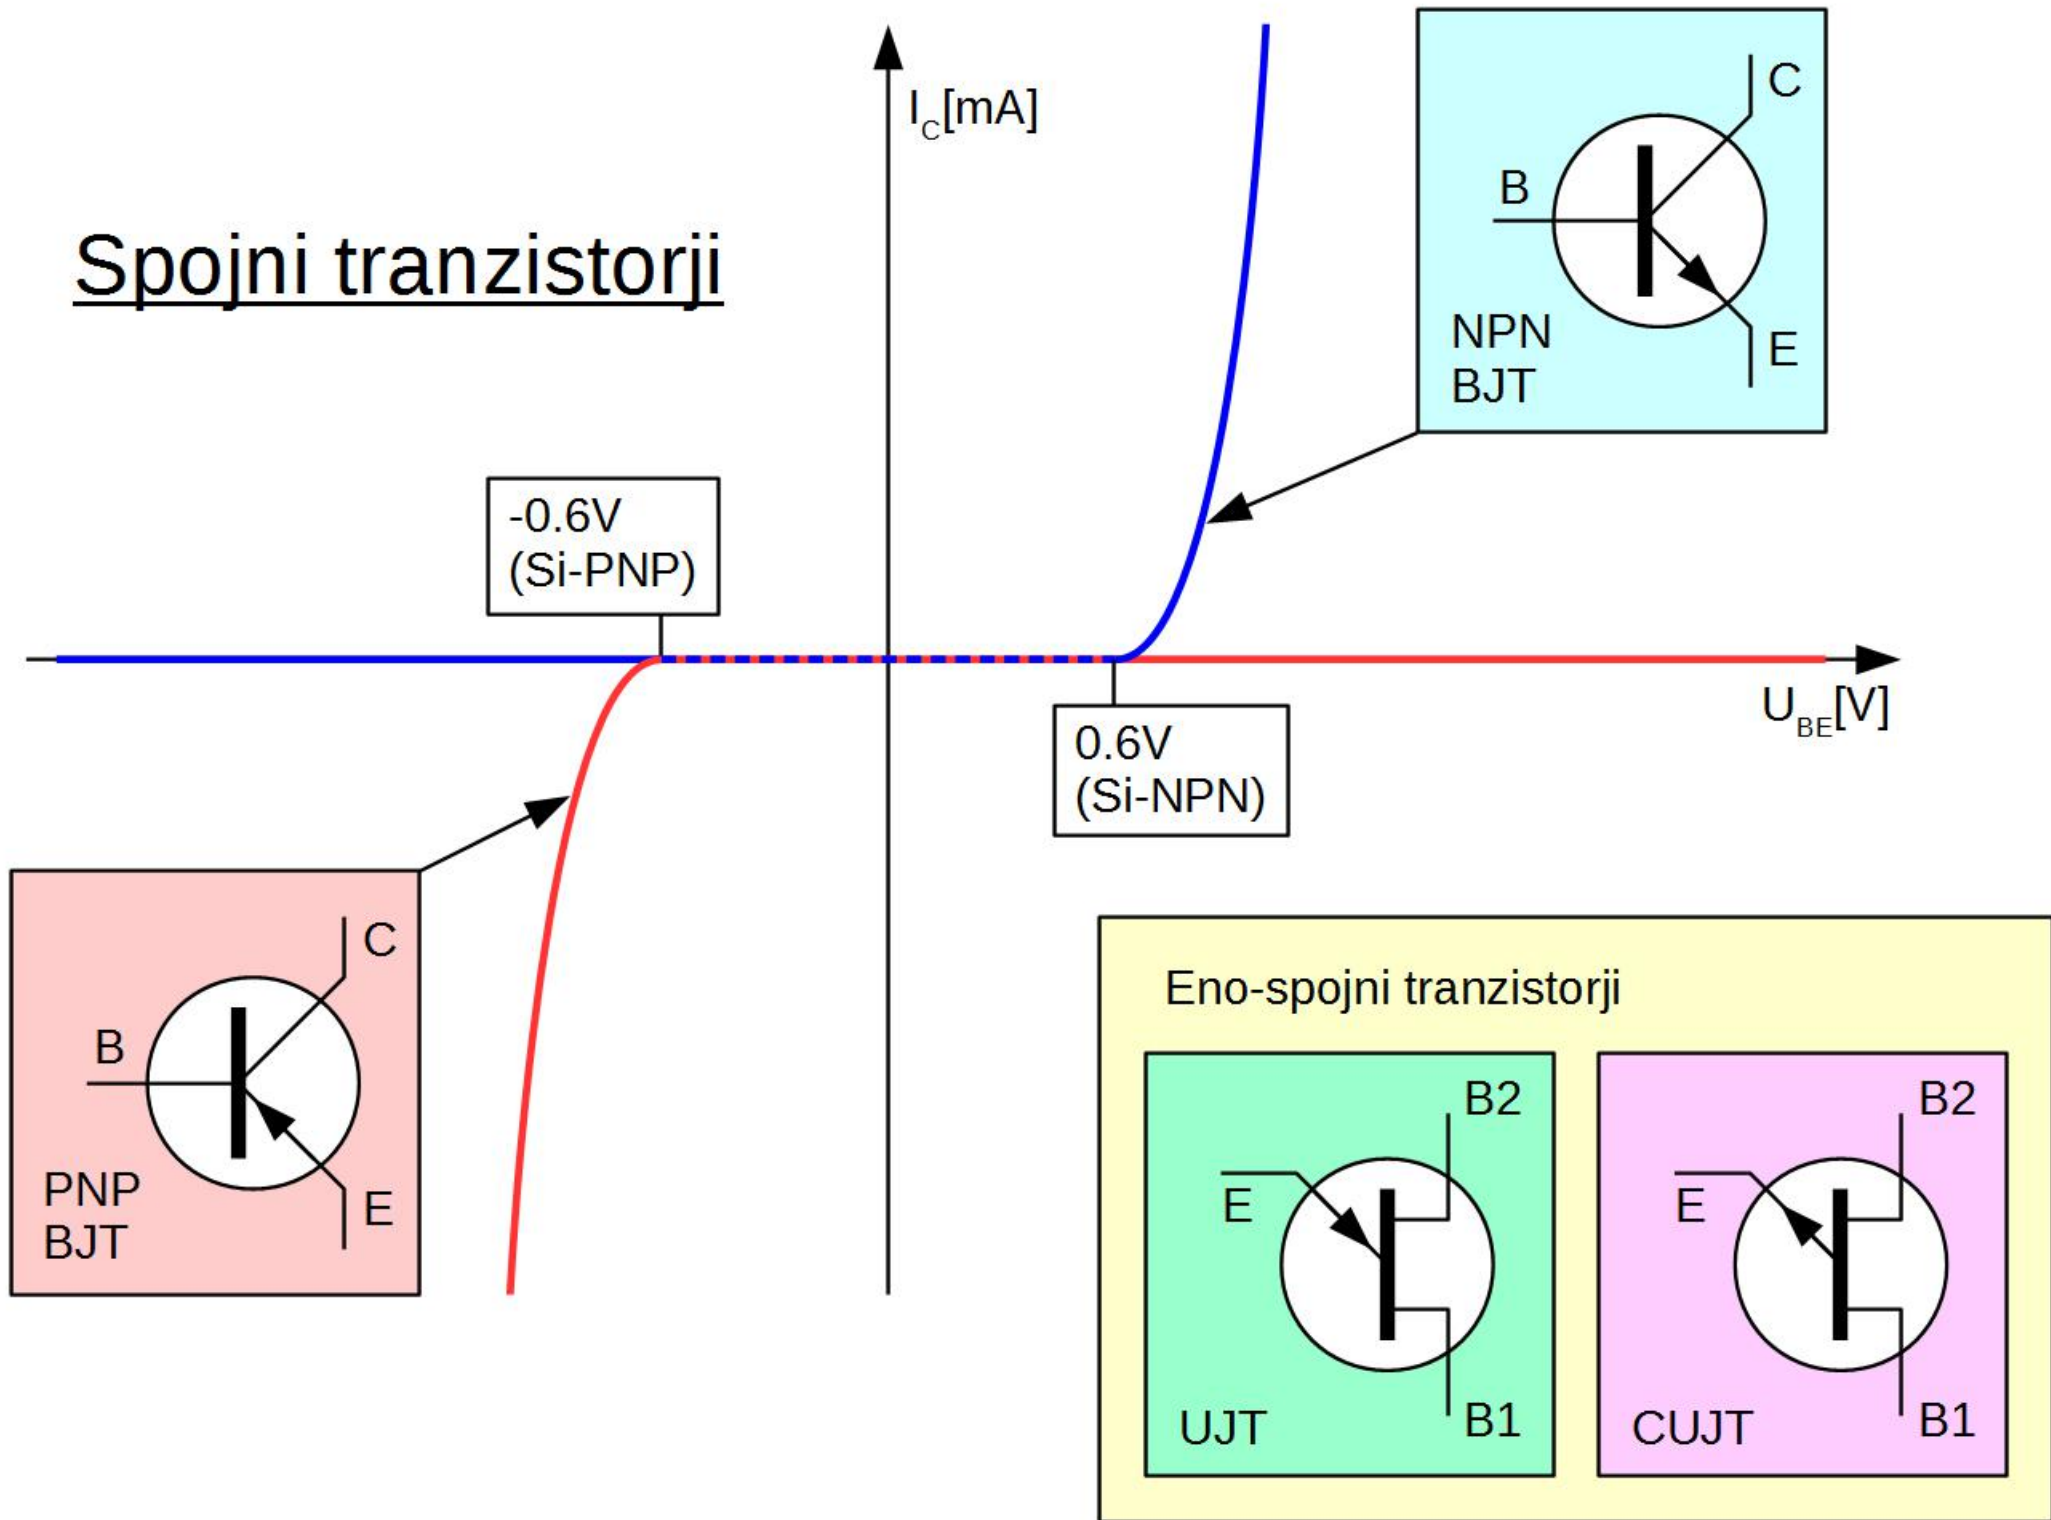 Spojni tranzistorji
I_C[mA]
C
B
NPN
BJT
E
-0.6V
(Si-PNP)
U_BE[V]
0.6V
(Si-NPN)
C
B
PNP
BJT
E
Eno-spojni tranzistorji
B2
E
UJT
B1
B2
E
CUJT
B1